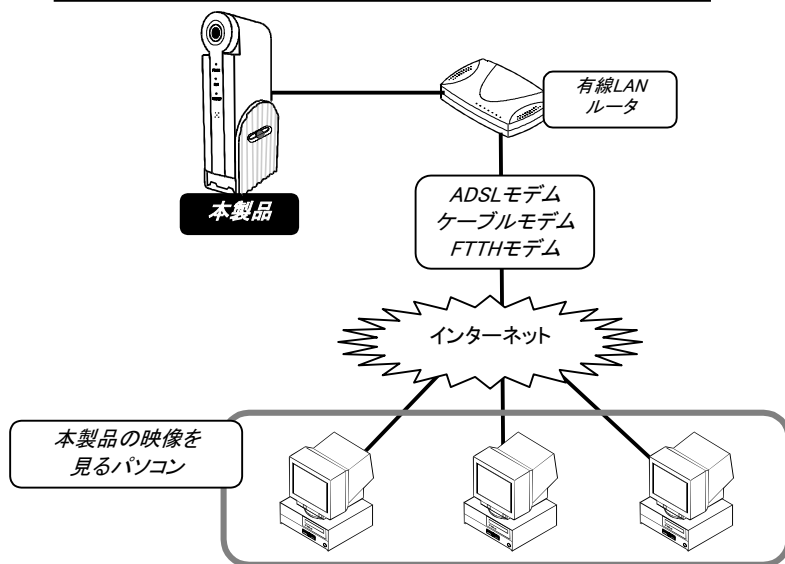 有線LAN
ルータ
本製品
ADSLモデム
ケーブルモデム
FTTHモデム
インターネット
本製品の映像を
見るパソコン